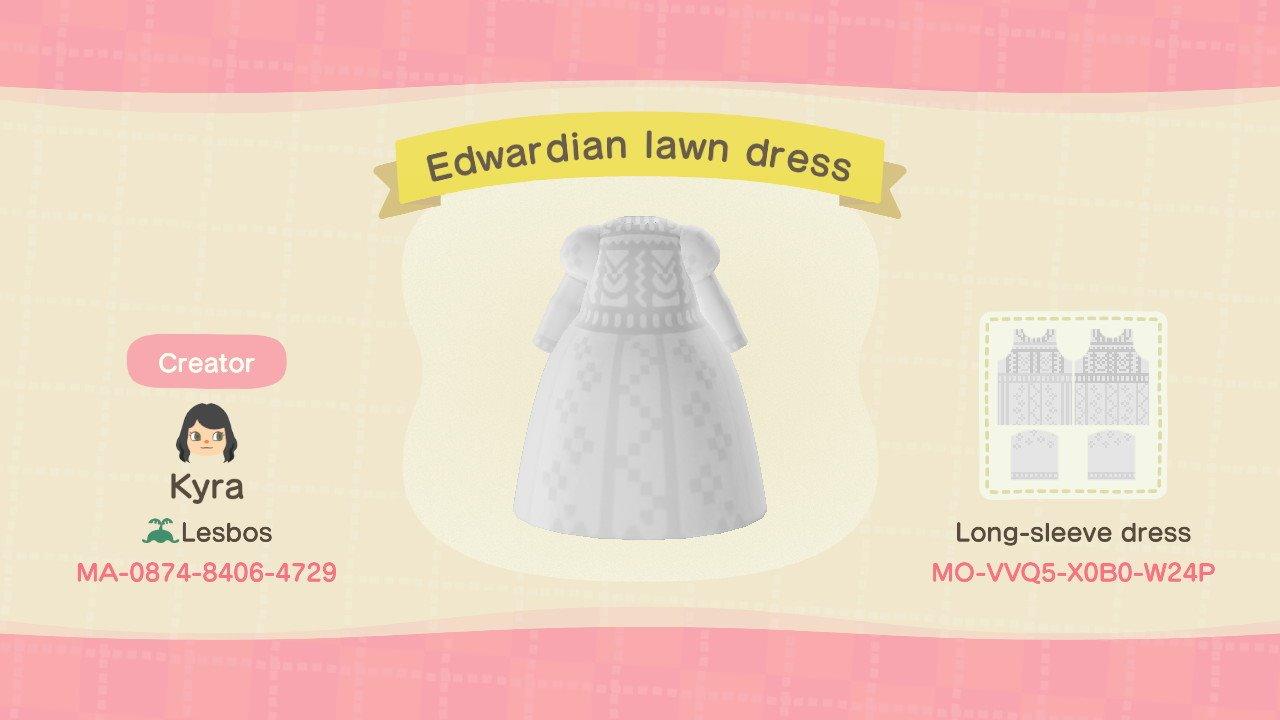 Edwardian lawn dress
Creator
Kyra
Lesbos
MA-0874-8406-4729
Long-sleeve dress
MO-VVQ5-X0B0-W24P